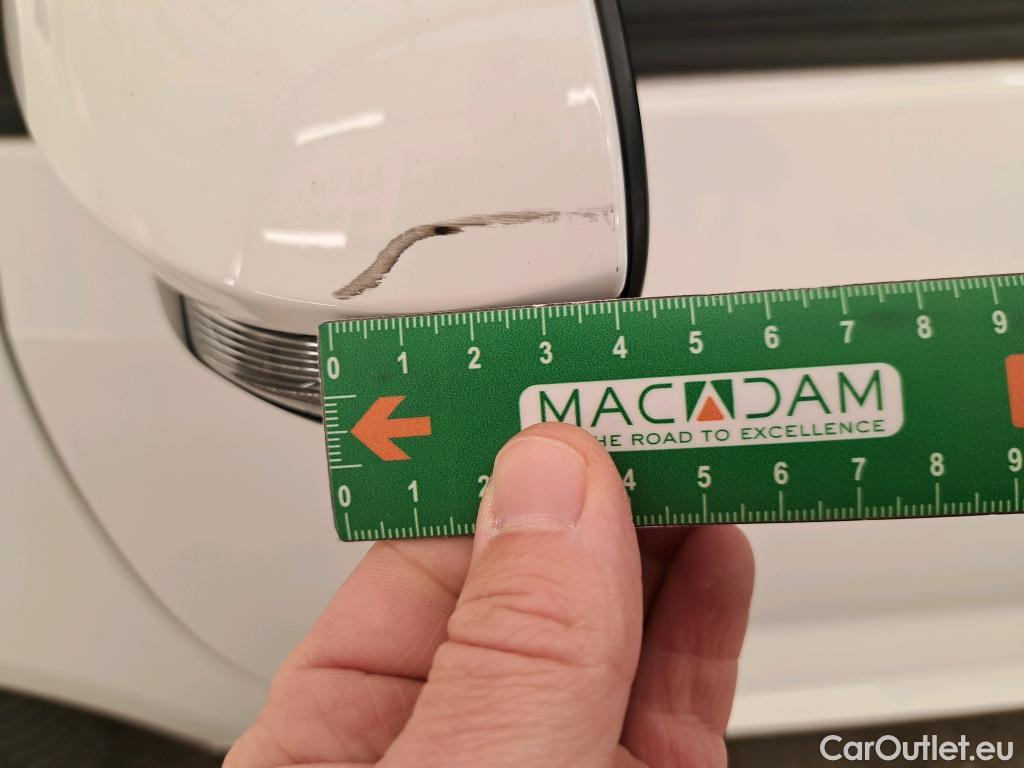 0 1 2 3 4 5 6 7 8 9
MACADAM
HE ROAD TO EXCELLENCE
0 1 2 4 5 6 7 8 9
CarOutlet.eu